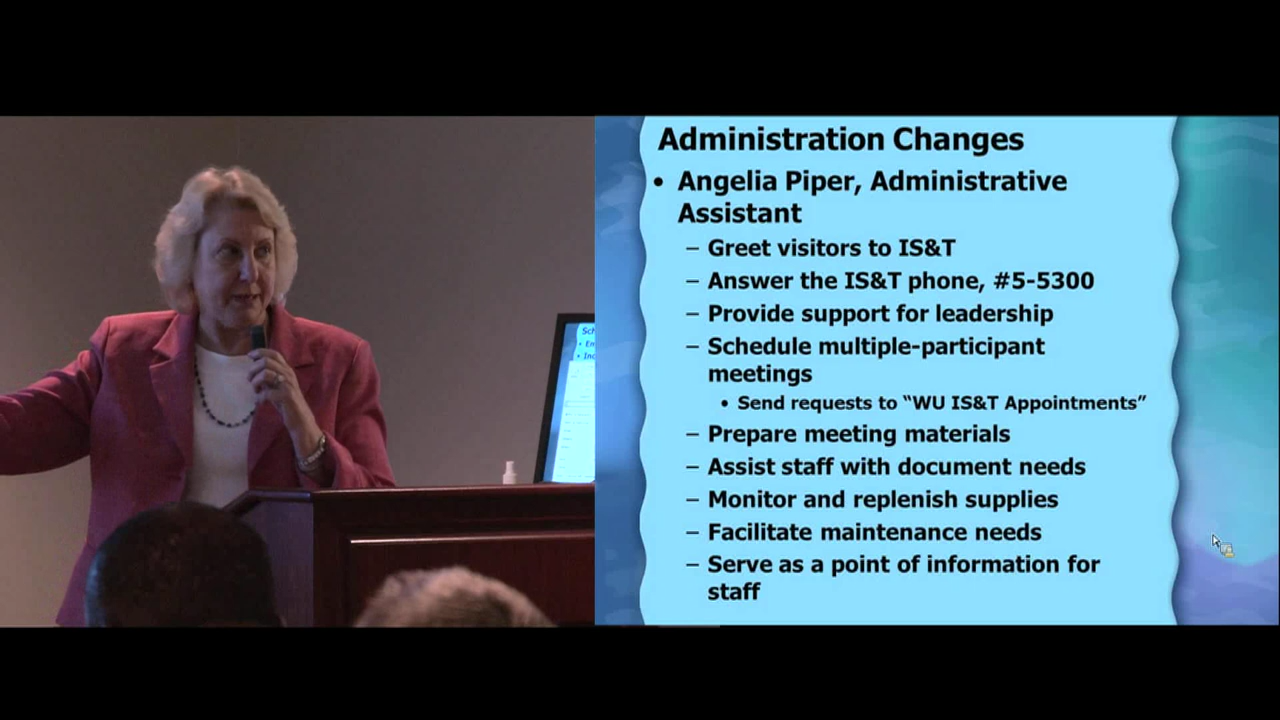 Administration Changes
• Angelia Piper, Administrative
Assistant
– Greet visitors to IS&T
– Answer the IS&T phone, #5-5300
– Provide support for leadership
– Schedule multiple-participant
meetings
• Send requests to “WU IS&T Appointments”
– Prepare meeting materials
– Assist staff with document needs
– Monitor and replenish supplies
– Facilitate maintenance needs
– Serve as a point of information for
staff